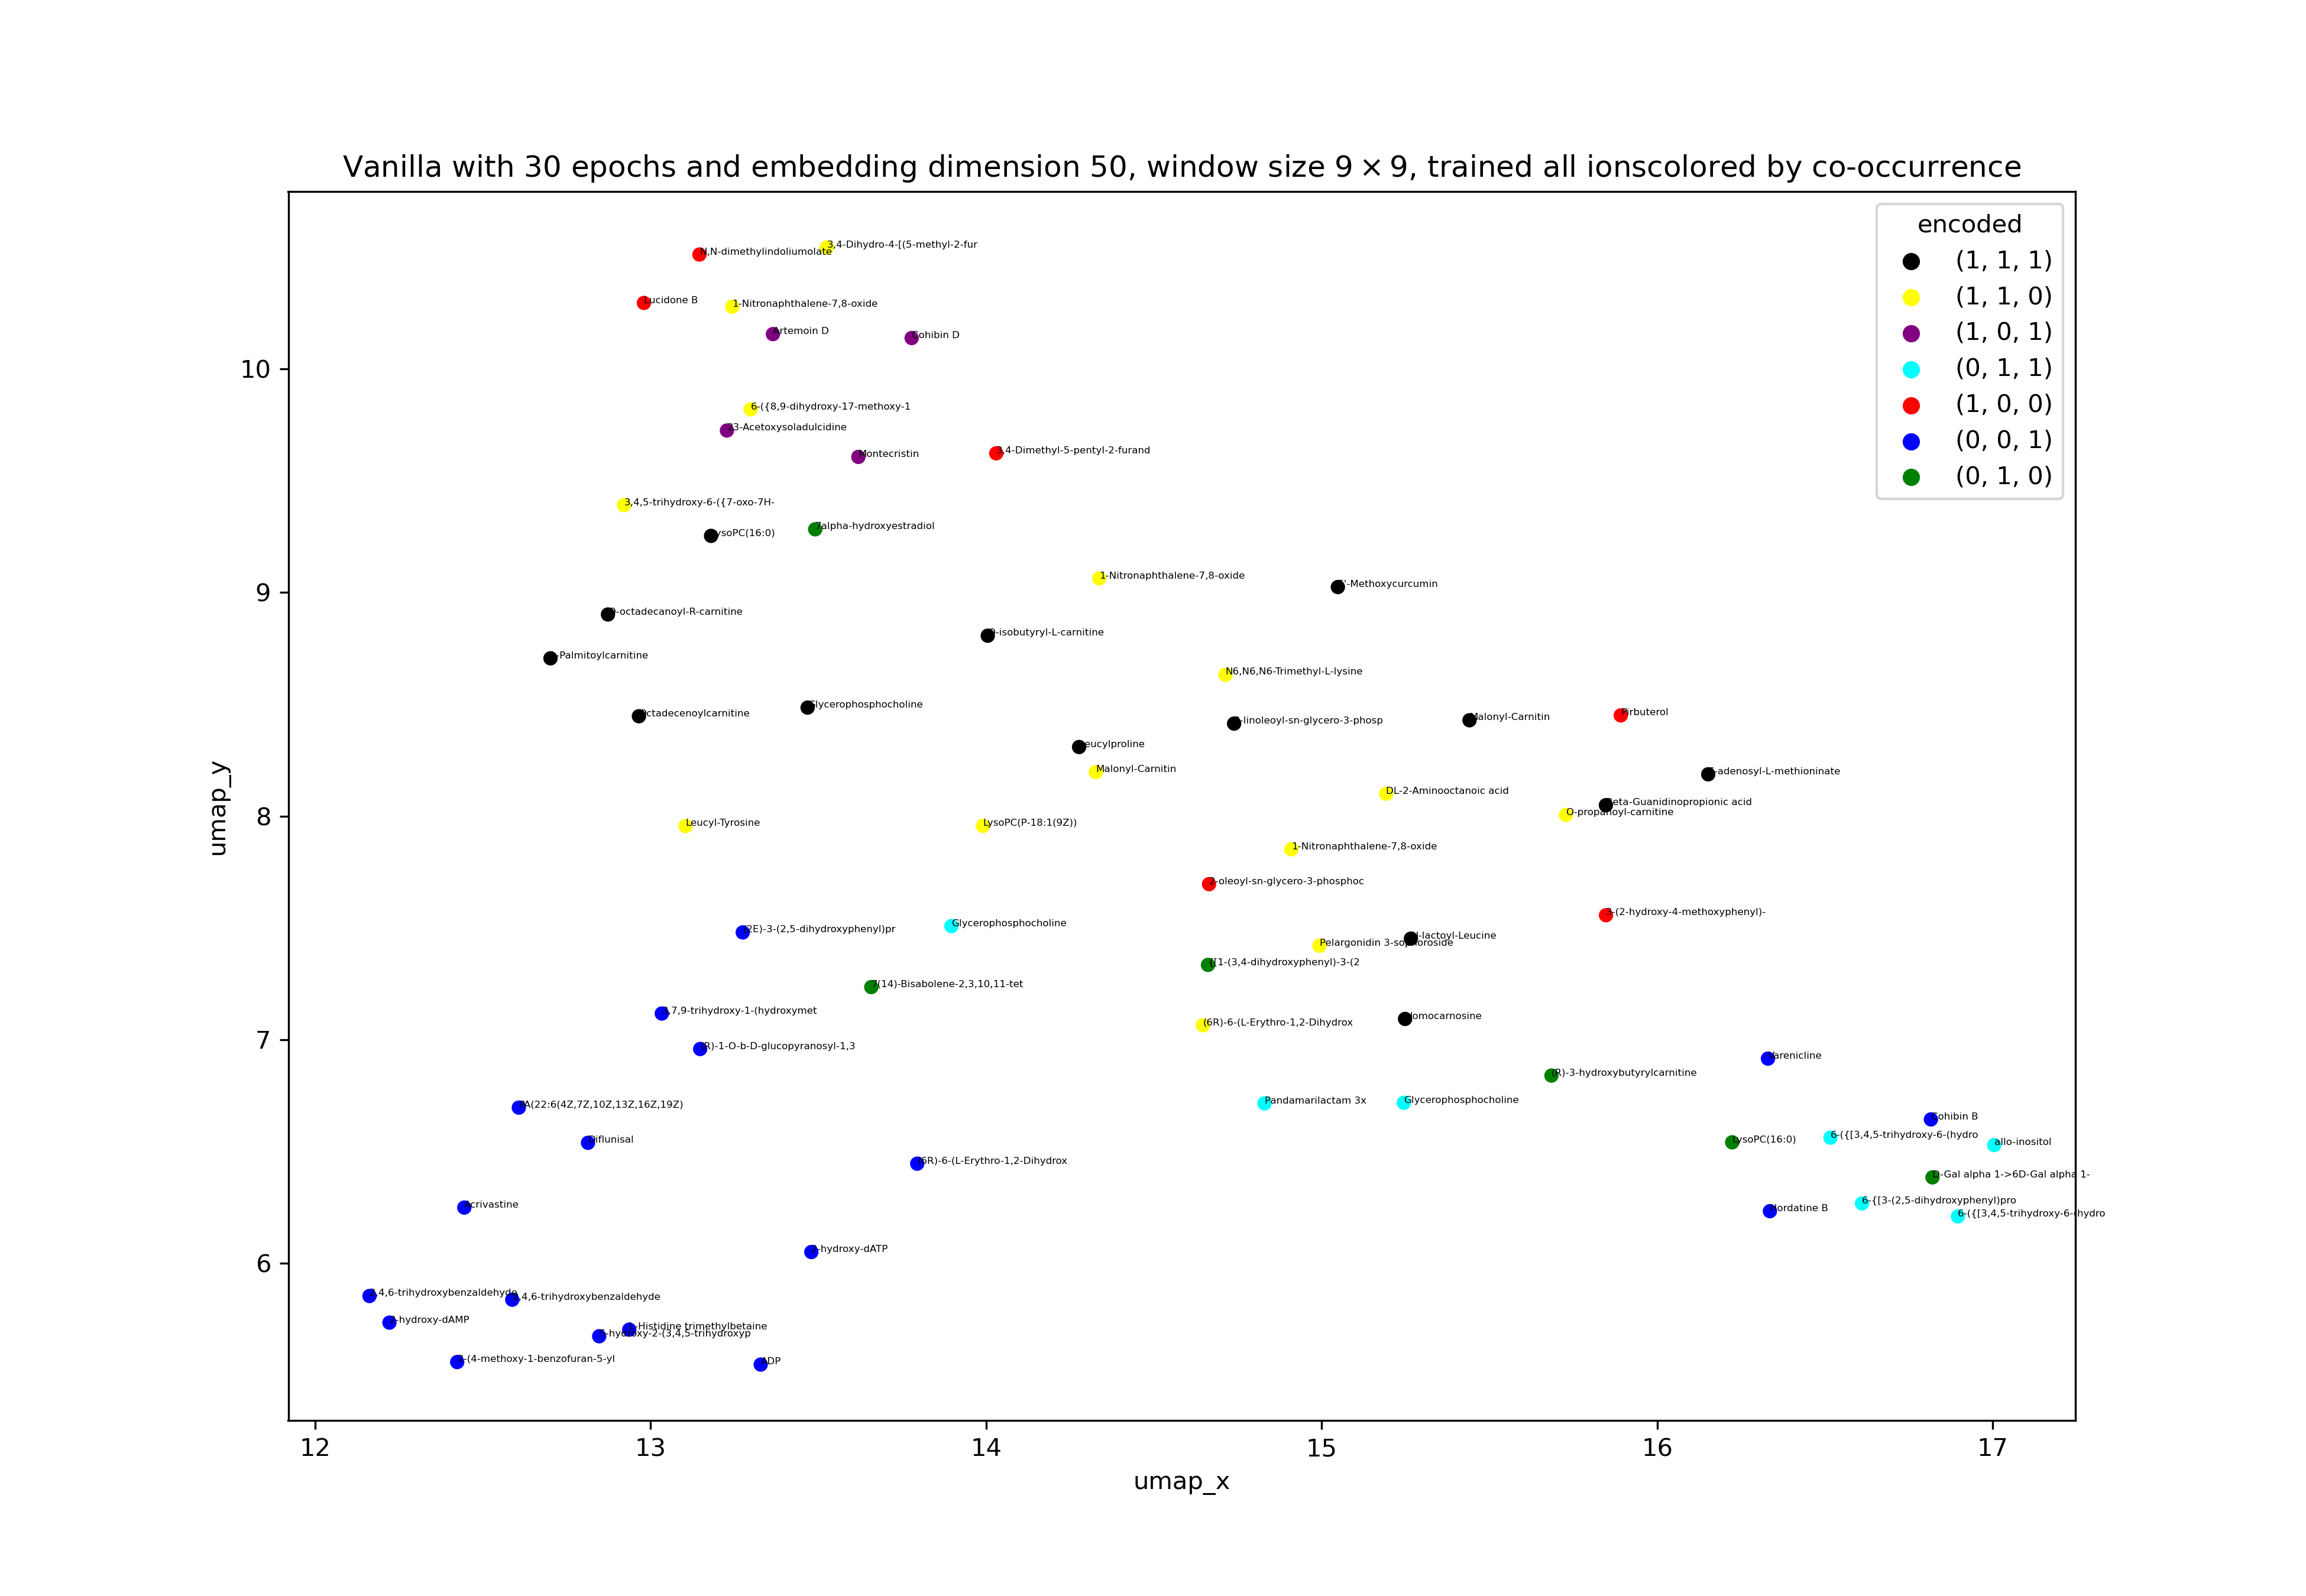 Vanilla with 30 epochs and embedding dimension 50, window size 9 × 9, trained all ionscolored by co-occurrence
encoded
(1, 1, 1)
(1, 1, 0)
(1, 0, 1)
(0, 1, 1)
(1, 0, 0)
(0, 0, 1)
(0, 1, 0)
3,4-Dihydro-4-[(5-methyl-2-fur
N,N-dimethylindoliumolate
Lucidone B
1-Nitronaphthalene-7,8-oxide
Artemoin D
Cohibin D
6-({8,9-dihydroxy-17-methoxy-1
23-Acetoxysoladulcidine
Montecristin
3,4-Dimethyl-5-pentyl-2-furand
3,4,5-trihydroxy-6-({7-oxo-7H-
LysoPC(16:0)
7alpha-hydroxyestradiol
1-Nitronaphthalene-7,8-oxide
-Methoxycurcumin
O-octadecanoyl-R-carnitine
O-isobutyryl-L-carnitine
-Palmitoylcarnitine
N6,N6,N6-Trimethyl-L-lysine
Octadecenoylcarnitine
Glycerophosphocholine
-linoleoyl-sn-glycero-3-phosp
Malonyl-Carnitin
Pirbuterol
Leucylproline
Malonyl-Carnitin
S-adenosyl-L-methioninate
DL-2-Aminooctanoic acid
Beta-Guanidinopropionic acid
O-propanoyl-carnitine
Leucyl-Tyrosine
LysoPC(P-18:1(9Z))
1-Nitronaphthalene-7,8-oxide
2-oleoyl-sn-glycero-3-phosphoc
3-(2-hydroxy-4-methoxyphenyl)-
(2E)-3-(2,5-dihydroxyphenyl)pr
Glycerophosphocholine
N-lactoyl-Leucine
Pelargonidin 3-sophoroside
{[1-(3,4-dihydroxyphenyl)-3-(2
7(14)-Bisabolene-2,3,10,11-tet
,7,9-trihydroxy-1-(hydroxymet
Homocarnosine
(6R)-6-(L-Erythro-1,2-Dihydrox
(R)-1-O-b-D-glucopyranosyl-1,3
Varenicline
(R)-3-hydroxybutyrylcarnitine
FA(22:6(4Z,7Z,10Z,13Z,16Z,19Z)
Pandamarilactam 3x
Glycerophosphocholine
Cohibin B
6-({[3,4,5-trihydroxy-6-(hydro
LysoPC(16:0)
allo-inositol
Diflunisal
(6R)-6-(L-Erythro-1,2-Dihydrox
D-Gal alpha 1->6D-Gal alpha 1-
6-{[3-(2,5-dihydroxyphenyl)pro
Acrivastine
Hordatine B
6-({[3,4,5-trihydroxy-6-(hydro
-hydroxy-dATP
2,4,6-trihydroxybenzaldehyde
2,4,6-trihydroxybenzaldehyde
-hydroxy-dAMP
L-Histidine trimethylbetaine
-hydroxy-2-(3,4,5-trihydroxyp
-(4-methoxy-1-benzofuran-5-yl
ADP
10
9
8
7
6
umap_y
12
13
14
15
16
17
umap_x